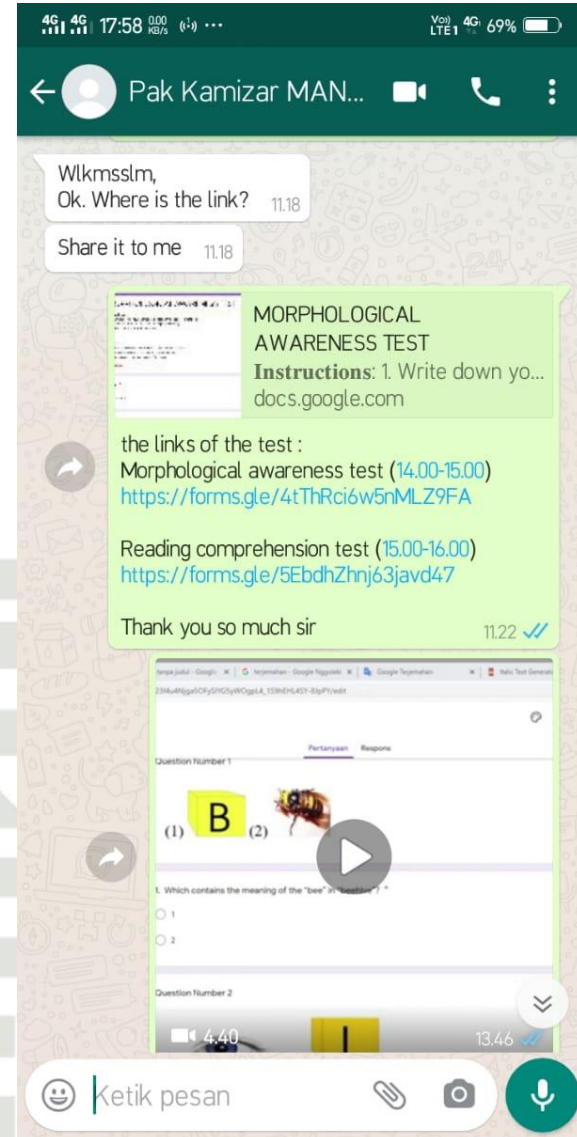 4G 4G 17:58 0.00 KB/s ... Vo) LTE1 4G 69%
Pak Kamizar MAN...
Wlkmsslm,
Ok. Where is the link? 11.18
Share it to me 11.18
MORPHOLOGICAL
AWARENESS TEST
Instructions: 1. Write down yo...
docs.google.com
the links of the test :
Morphological awareness test (14.00-15.00)
https://forms.gle/4tThRci6w5nMLZ9FA
Reading comprehension test (15.00-16.00)
https://forms.gle/5EbdhZhnj63javd47
Thank you so much sir 11.22
Pertanyaan Respons
Question Number 1
(1) B (2)
1. Which contains the meaning of the "bee" in "beehive"? *
1
2
Question Number 2
I
4.40 13.46
Ketik pesan